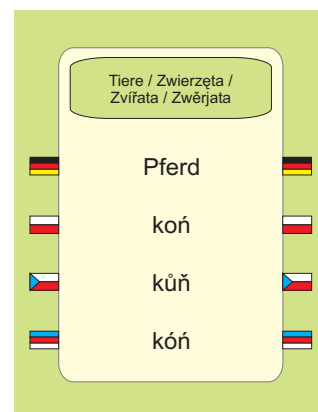 Tiere / Zwierzęta /
Zvířata / Zwěrjata
Pferd
koń
kůň
kóń